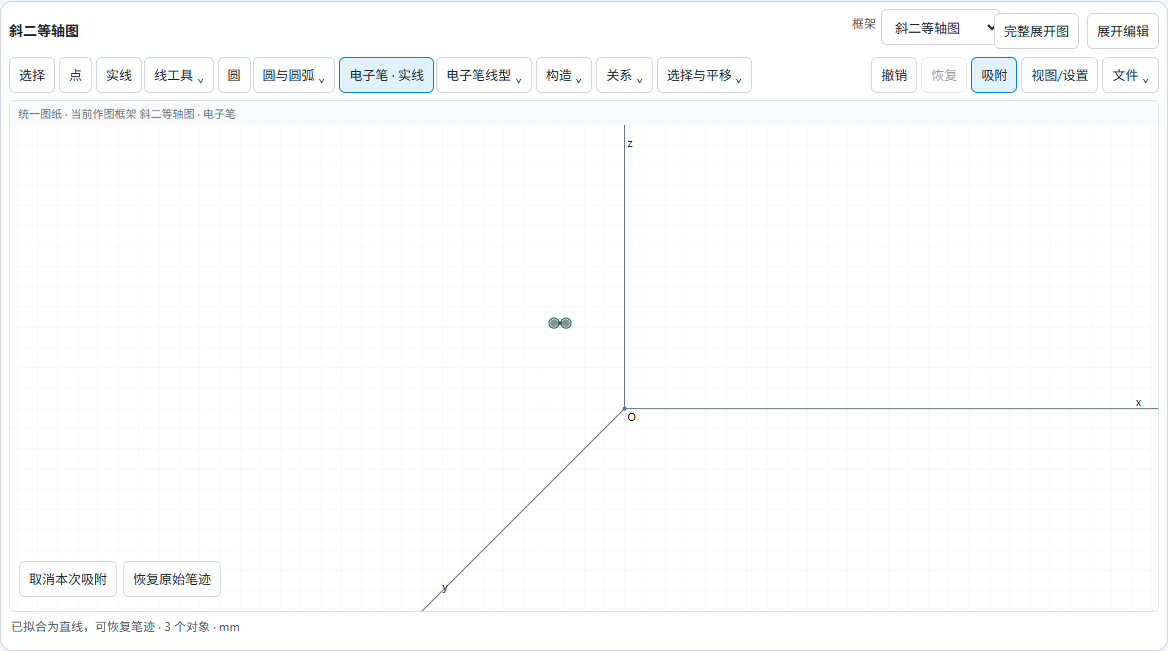 斜二等轴图
框架 斜二等轴图 完整展开图 展开编辑
选择 点 实线 线工具 圆 圆与圆弧 电子笔 · 实线 电子笔线型 构造 关系 选择与平移 撤销 恢复 吸附 视图/设置 文件
统一图纸 · 当前作图框架 斜二等轴图 · 电子笔
z
x
O
y
取消本次吸附 恢复原始笔迹
已拟合为直线，可恢复笔迹 · 3 个对象 · mm